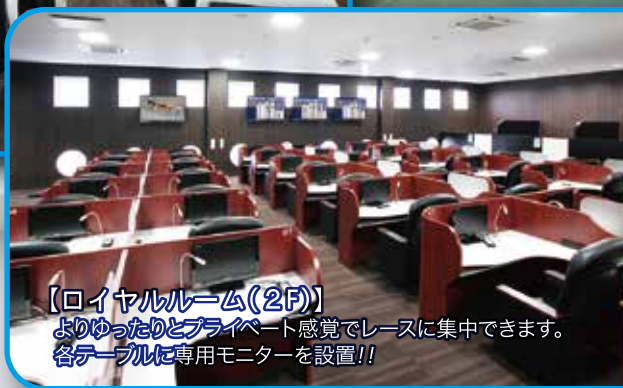 【ロイヤルルーム(2F)】
よりゆったりとプライベート感覚でレースに集中できます。
各テーブルに専用モニターを設置!!